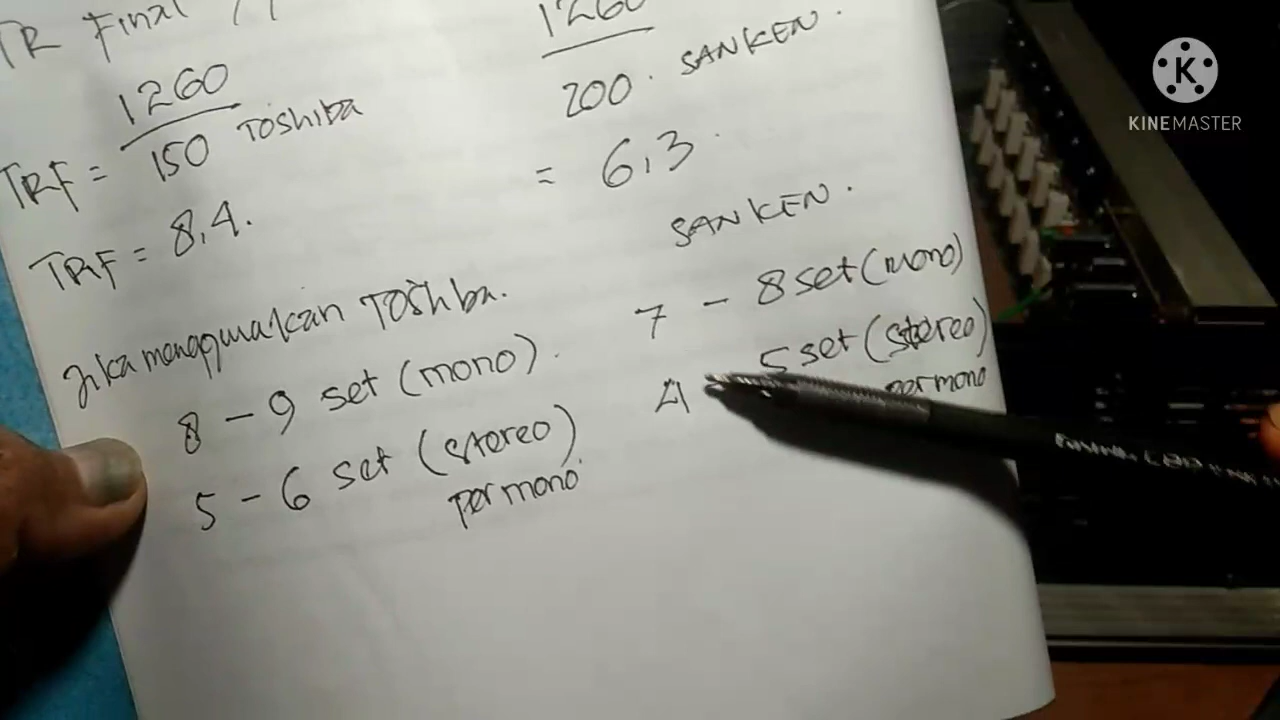 TR Final
1260
150 Toshiba
TRF =
TRF = 8,4.
jika menggunakan Toshiba.
8 - 9 set (mono).
5 - 6 set (stereo)
per mono.
1260
200. SANKEN.
= 6,3.
SANKEN.
7 - 8 set (mono)
4 5 set (stereo)
per mono
KINEMASTER